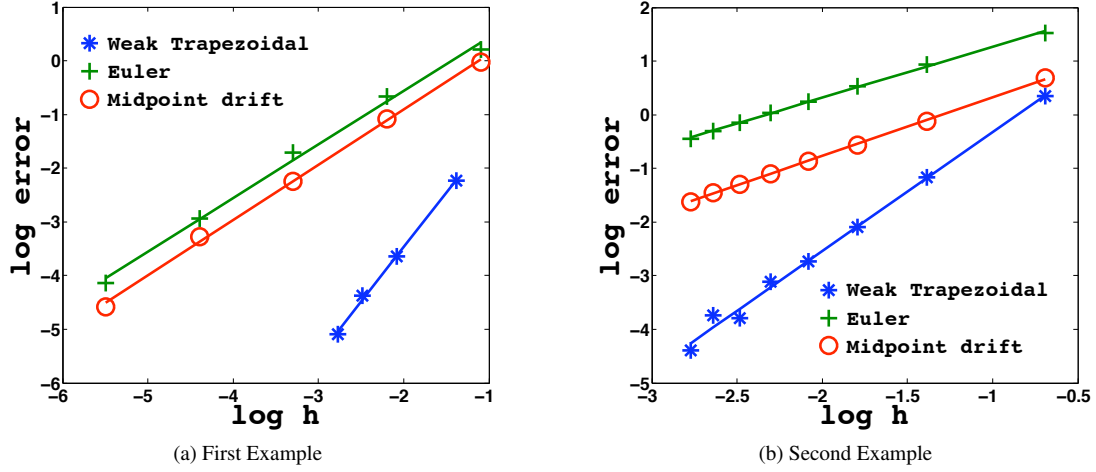 1
0
−1
−2
−3
−4
−5
−6
log error
Weak Trapezoidal
Euler
Midpoint drift
−6
−5
−4
−3
−2
−1
log h
(a) First Example
2
1
0
−1
−2
−3
−4
−5
log error
Weak Trapezoidal
Euler
Midpoint drift
−3
−2.5
−2
−1.5
−1
−0.5
log h
(b) Second Example